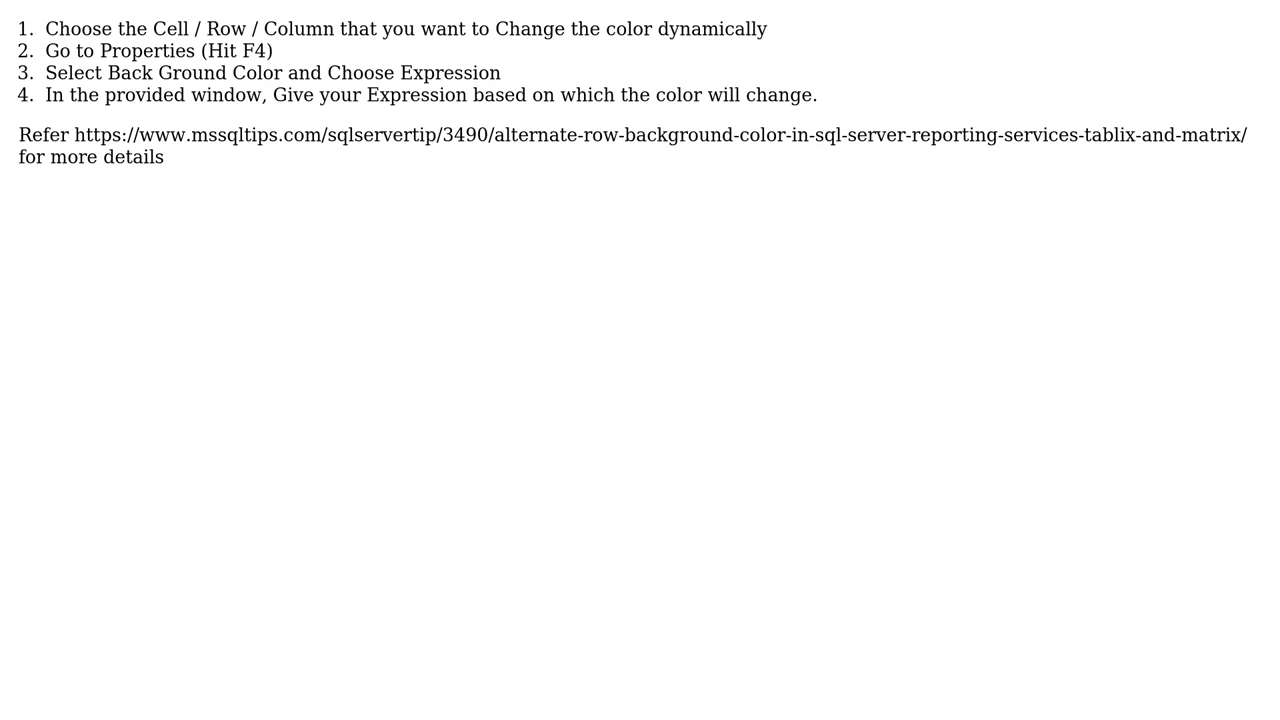 1. Choose the Cell / Row / Column that you want to Change the color dynamically
2. Go to Properties (Hit F4)
3. Select Back Ground Color and Choose Expression
4. In the provided window, Give your Expression based on which the color will change.
Refer https://www.mssqltips.com/sqlservertip/3490/alternate-row-background-color-in-sql-server-reporting-services-tablix-and-matrix/
for more details